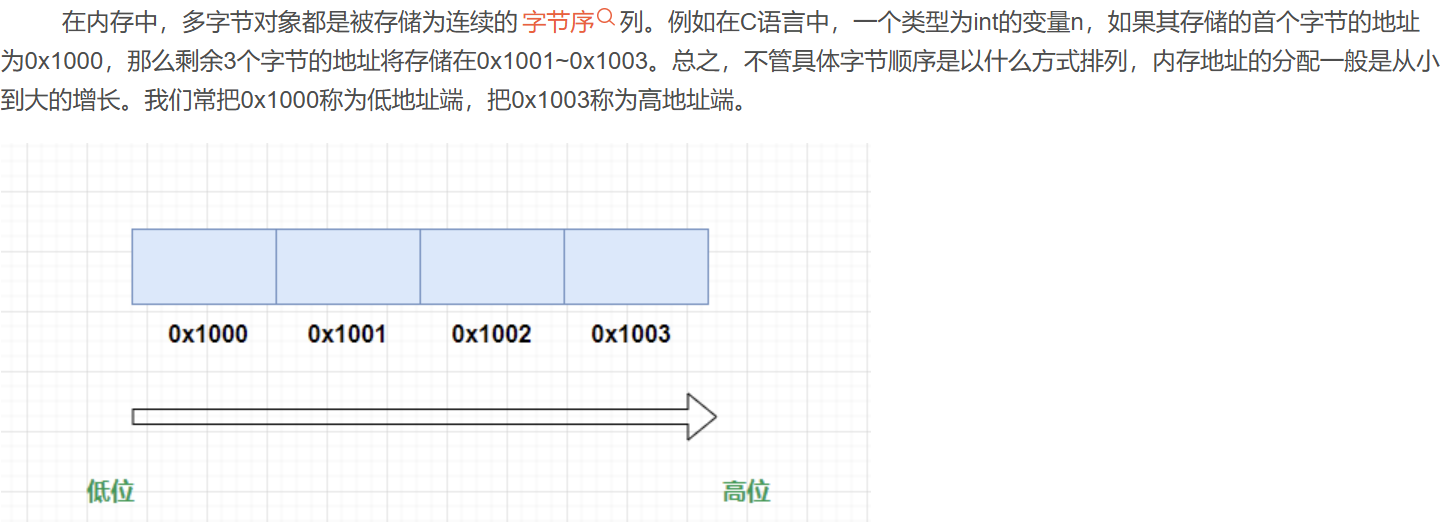 在内存中，多字节对象都是被存储为连续的字节序列。例如在C语言中，一个类型为int的变量n，如果其存储的首个字节的地址
为0x1000，那么剩余3个字节的地址将存储在0x1001~0x1003。总之，不管具体字节顺序是以什么方式排列，内存地址的分配一般是从小
到大的增长。我们常把0x1000称为低地址端，把0x1003称为高地址端。
0x1000 0x1001 0x1002 0x1003
低位 高位